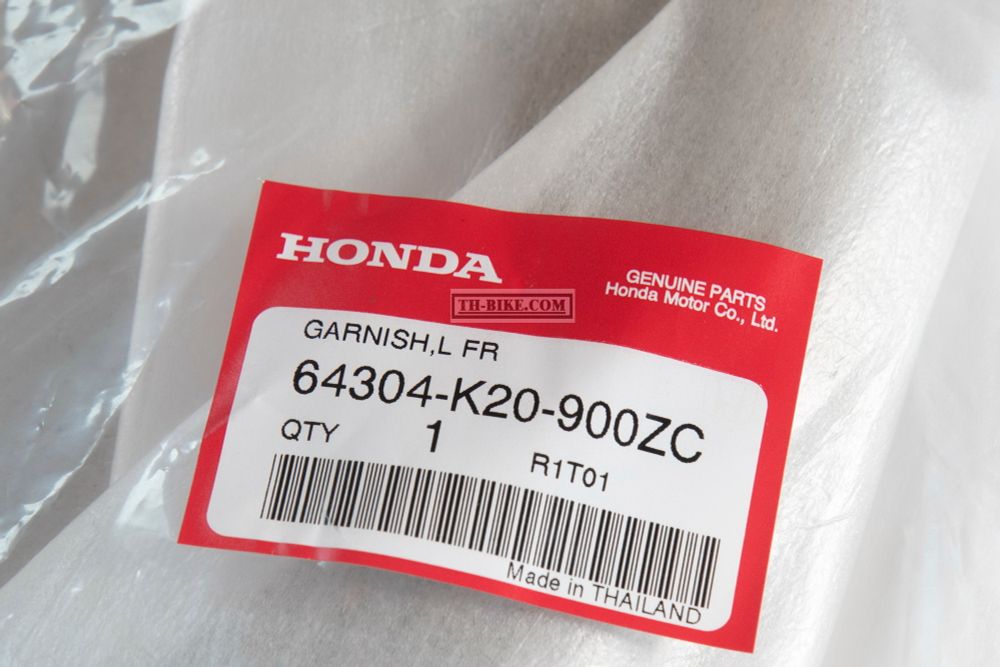 HONDA
GENUINE PARTS
Honda Motor Co., Ltd.
TH-BIKE.COM
GARNISH,L FR
64304-K20-900ZC
QTY 1
R1T01
Made in THAILAND